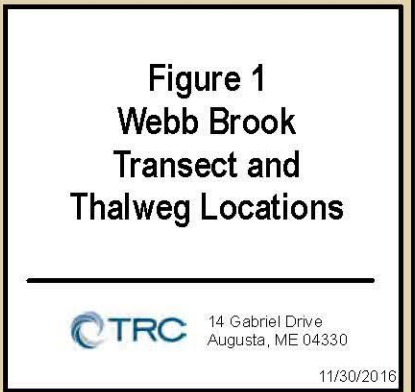 Figure 1
Webb Brook
Transect and
Thalweg Locations
TRC
14 Gabriel Drive
Augusta, ME 04330
11/30/2016